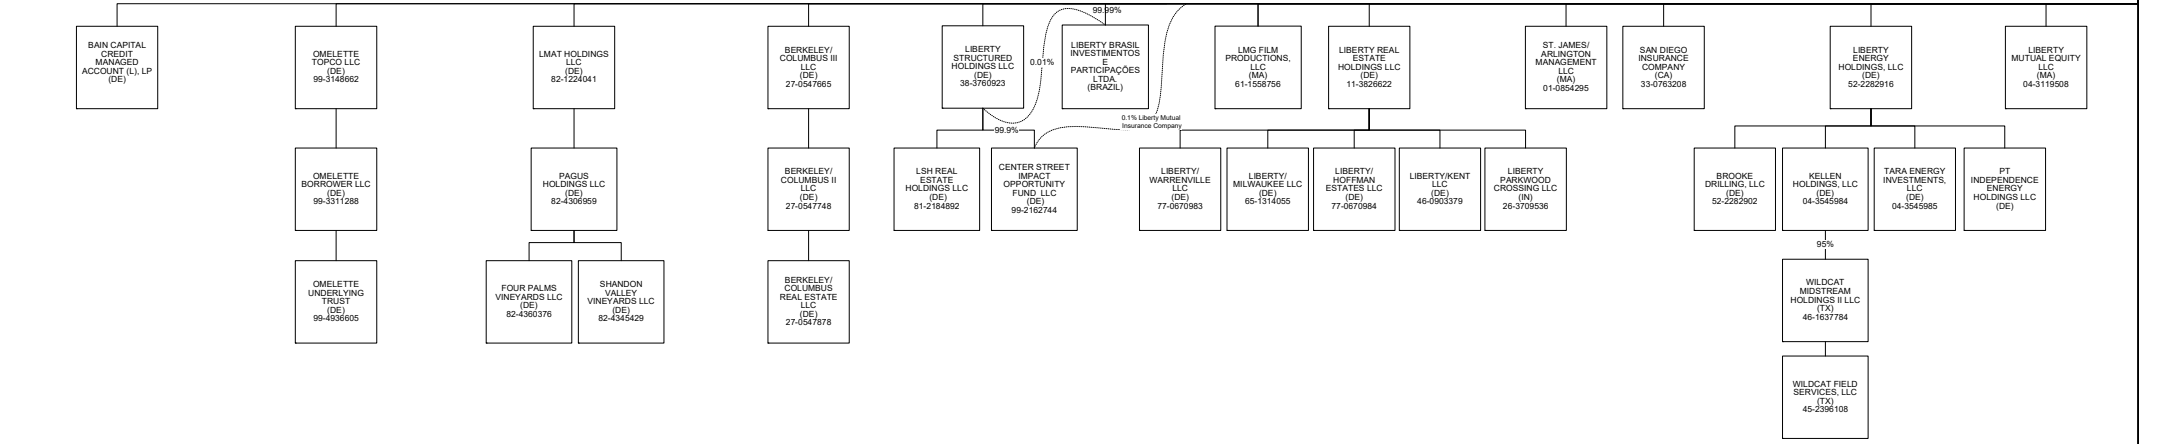 99.99%
BAIN CAPITAL
CREDIT
MANAGED
ACCOUNT (L), LP
(DE)
OMELETTE
TOPCO LLC
(DE)
99-3148662
LMAT HOLDINGS
LLC
(DE)
82-1224041
BERKELEY/
COLUMBUS III
LLC
(DE)
27-0547665
LIBERTY
STRUCTURED
HOLDINGS LLC
(DE)
38-3760923
0.01%
LIBERTY BRASIL
INVESTIMENTOS
E
PARTICIPAÇÕES
LTDA.
(BRAZIL)
LMG FILM
PRODUCTIONS,
LLC
(MA)
61-1558756
LIBERTY REAL
ESTATE
HOLDINGS LLC
(DE)
11-3826622
ST. JAMES/
ARLINGTON
MANAGEMENT
LLC
(MA)
01-0854295
SAN DIEGO
INSURANCE
COMPANY
(CA)
33-0763208
LIBERTY
ENERGY
HOLDINGS, LLC
(DE)
52-2282916
LIBERTY
MUTUAL EQUITY
LLC
(MA)
04-3119508
99.9%
0.1% Liberty Mutual
Insurance Company
OMELETTE
BORROWER LLC
(DE)
99-3311288
PAGUS
HOLDINGS LLC
(DE)
82-4306959
BERKELEY/
COLUMBUS II
LLC
(DE)
27-0547748
LSH REAL
ESTATE
HOLDINGS LLC
(DE)
81-2184892
CENTER STREET
IMPACT
OPPORTUNITY
FUND LLC
(DE)
99-2162744
LIBERTY/
WARRENVILLE
LLC
(DE)
77-0670983
LIBERTY/
MILWAUKEE LLC
65-1314055
LIBERTY/
HOFFMAN
ESTATES LLC
(DE)
77-0670984
LIBERTY/KENT
LLC
(DE)
46-0903379
LIBERTY
PARKWOOD
CROSSING LLC
(IN)
26-3709536
BROOKE
DRILLING, LLC
(DE)
52-2282902
KELLEN
HOLDINGS, LLC
(DE)
04-3545984
TARA ENERGY
INVESTMENTS,
LLC
(DE)
04-3545985
PT
INDEPENDENCE
ENERGY
HOLDINGS LLC
(DE)
95%
OMELETTE
UNDERLYING
TRUST
(DE)
99-4936605
FOUR PALMS
VINEYARDS LLC
(DE)
82-4360376
SHANDON
VALLEY
VINEYARDS LLC
(DE)
82-4345429
BERKELEY/
COLUMBUS
REAL ESTATE
LLC
(DE)
27-0547878
WILDCAT
MIDSTREAM
HOLDINGS II LLC
(TX)
46-1637784
WILDCAT FIELD
SERVICES, LLC
(TX)
45-2396108